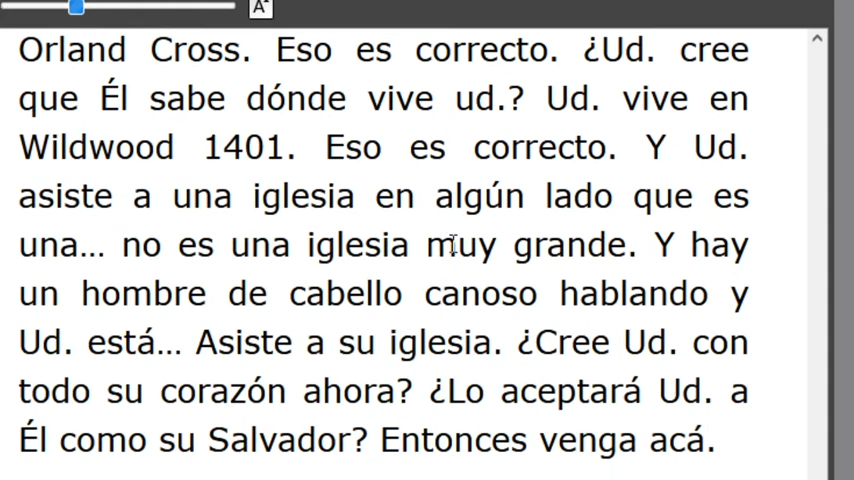 A
Orland Cross. Eso es correcto. ¿Ud. cree
que Él sabe dónde vive ud.? Ud. vive en
Wildwood 1401. Eso es correcto. Y Ud.
asiste a una iglesia en algún lado que es
una… no es una iglesia muy grande. Y hay
un hombre de cabello canoso hablando y
Ud. está… Asiste a su iglesia. ¿Cree Ud. con
todo su corazón ahora? ¿Lo aceptará Ud. a
Él como su Salvador? Entonces venga acá.